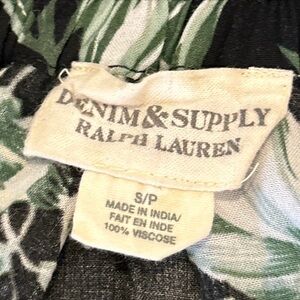 DENIM&SUPPLY
RALPH LAUREN
S/P
MADE IN INDIA/
FAIT EN INDE
100% VISCOSE